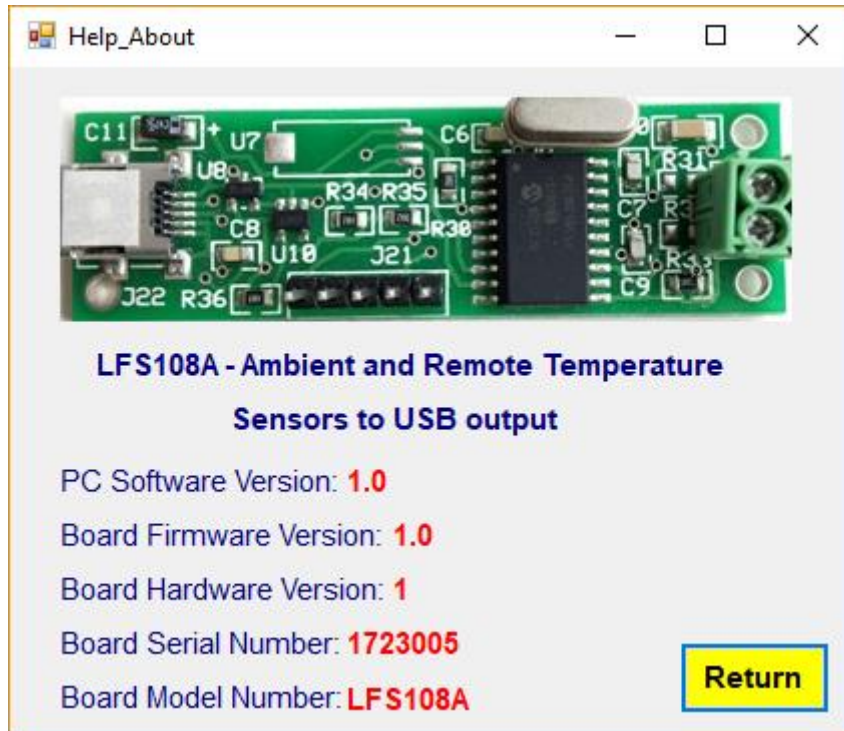 Help_About
C11
+
U7
C6
0
U8
R34
R35
R31
C8
R30
C7
U10
J21
R33
J22
R36
C9
LFS108A - Ambient and Remote Temperature
Sensors to USB output
PC Software Version: 1.0
Board Firmware Version: 1.0
Board Hardware Version: 1
Board Serial Number: 1723005
Board Model Number: LFS108A
Return